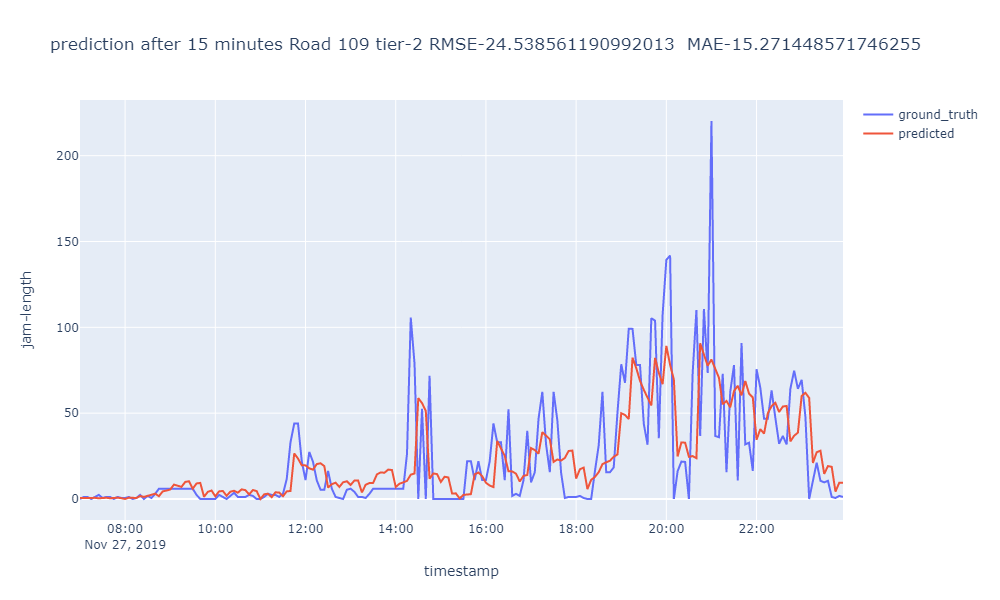 prediction after 15 minutes Road 109 tier-2 RMSE-24.538561190992013  MAE-15.271448571746255
ground_truth
predicted
200
150
100
50
0
jam-length
08:00
10:00
12:00
14:00
16:00
18:00
20:00
22:00
Nov 27, 2019
timestamp